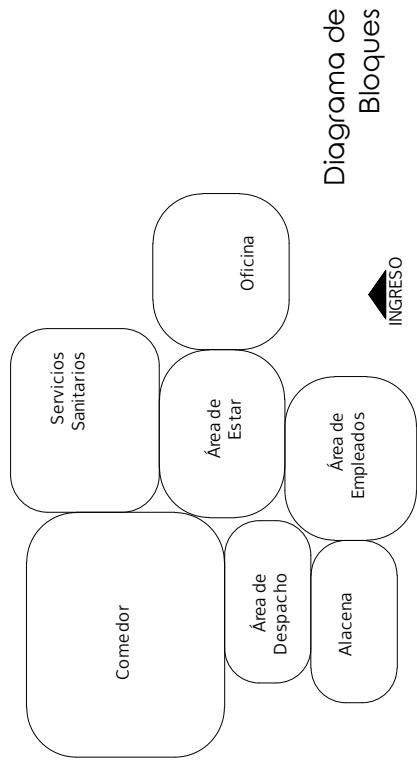 Servicios
Sanitarios
Comedor
Oficina
Área de
Estar
Área de
Despacho
Área de
Empleados
Alacena
INGRESO
Diagrama de
Bloques